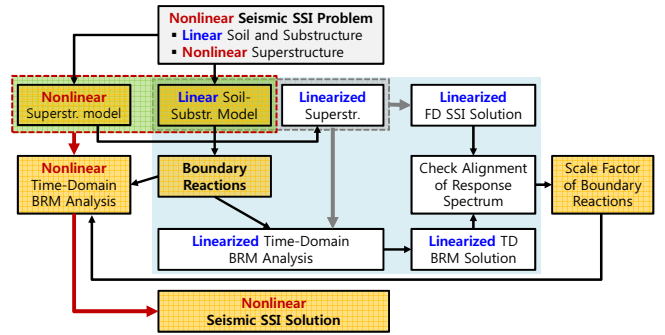 Nonlinear Seismic SSI Problem
▪ Linear Soil and Substructure
▪ Nonlinear Superstructure
Nonlinear
Superstr. model
Linear Soil-
Substr. Model
Linearized
Superstr.
Linearized
FD SSI Solution
Nonlinear
Time-Domain
BRM Analysis
Boundary
Reactions
Check Alignment
of Response
Spectrum
Scale Factor
of Boundary
Reactions
Linearized Time-Domain
BRM Analysis
Linearized TD
BRM Solution
Nonlinear
Seismic SSI Solution